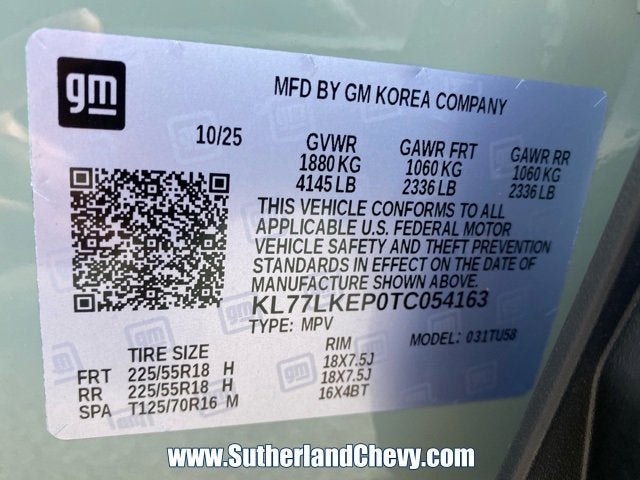 gm
MFD BY GM KOREA COMPANY
10/25 GVWR GAWR FRT GAWR RR
1880 KG 1060 KG 1060 KG
4145 LB 2336 LB 2336 LB
THIS VEHICLE CONFORMS TO ALL
APPLICABLE U.S. FEDERAL MOTOR
VEHICLE SAFETY AND THEFT PREVENTION
STANDARDS IN EFFECT ON THE DATE OF
MANUFACTURE SHOWN ABOVE.
KL77LKEP0TC054163
TYPE: MPV MODEL: 031TU58
TIRE SIZE RIM
FRT 225/55R18 H 18X7.5J
RR 225/55R18 H 18X7.5J
SPA T125/70R16 M 16X4BT
www.SutherlandChevy.com